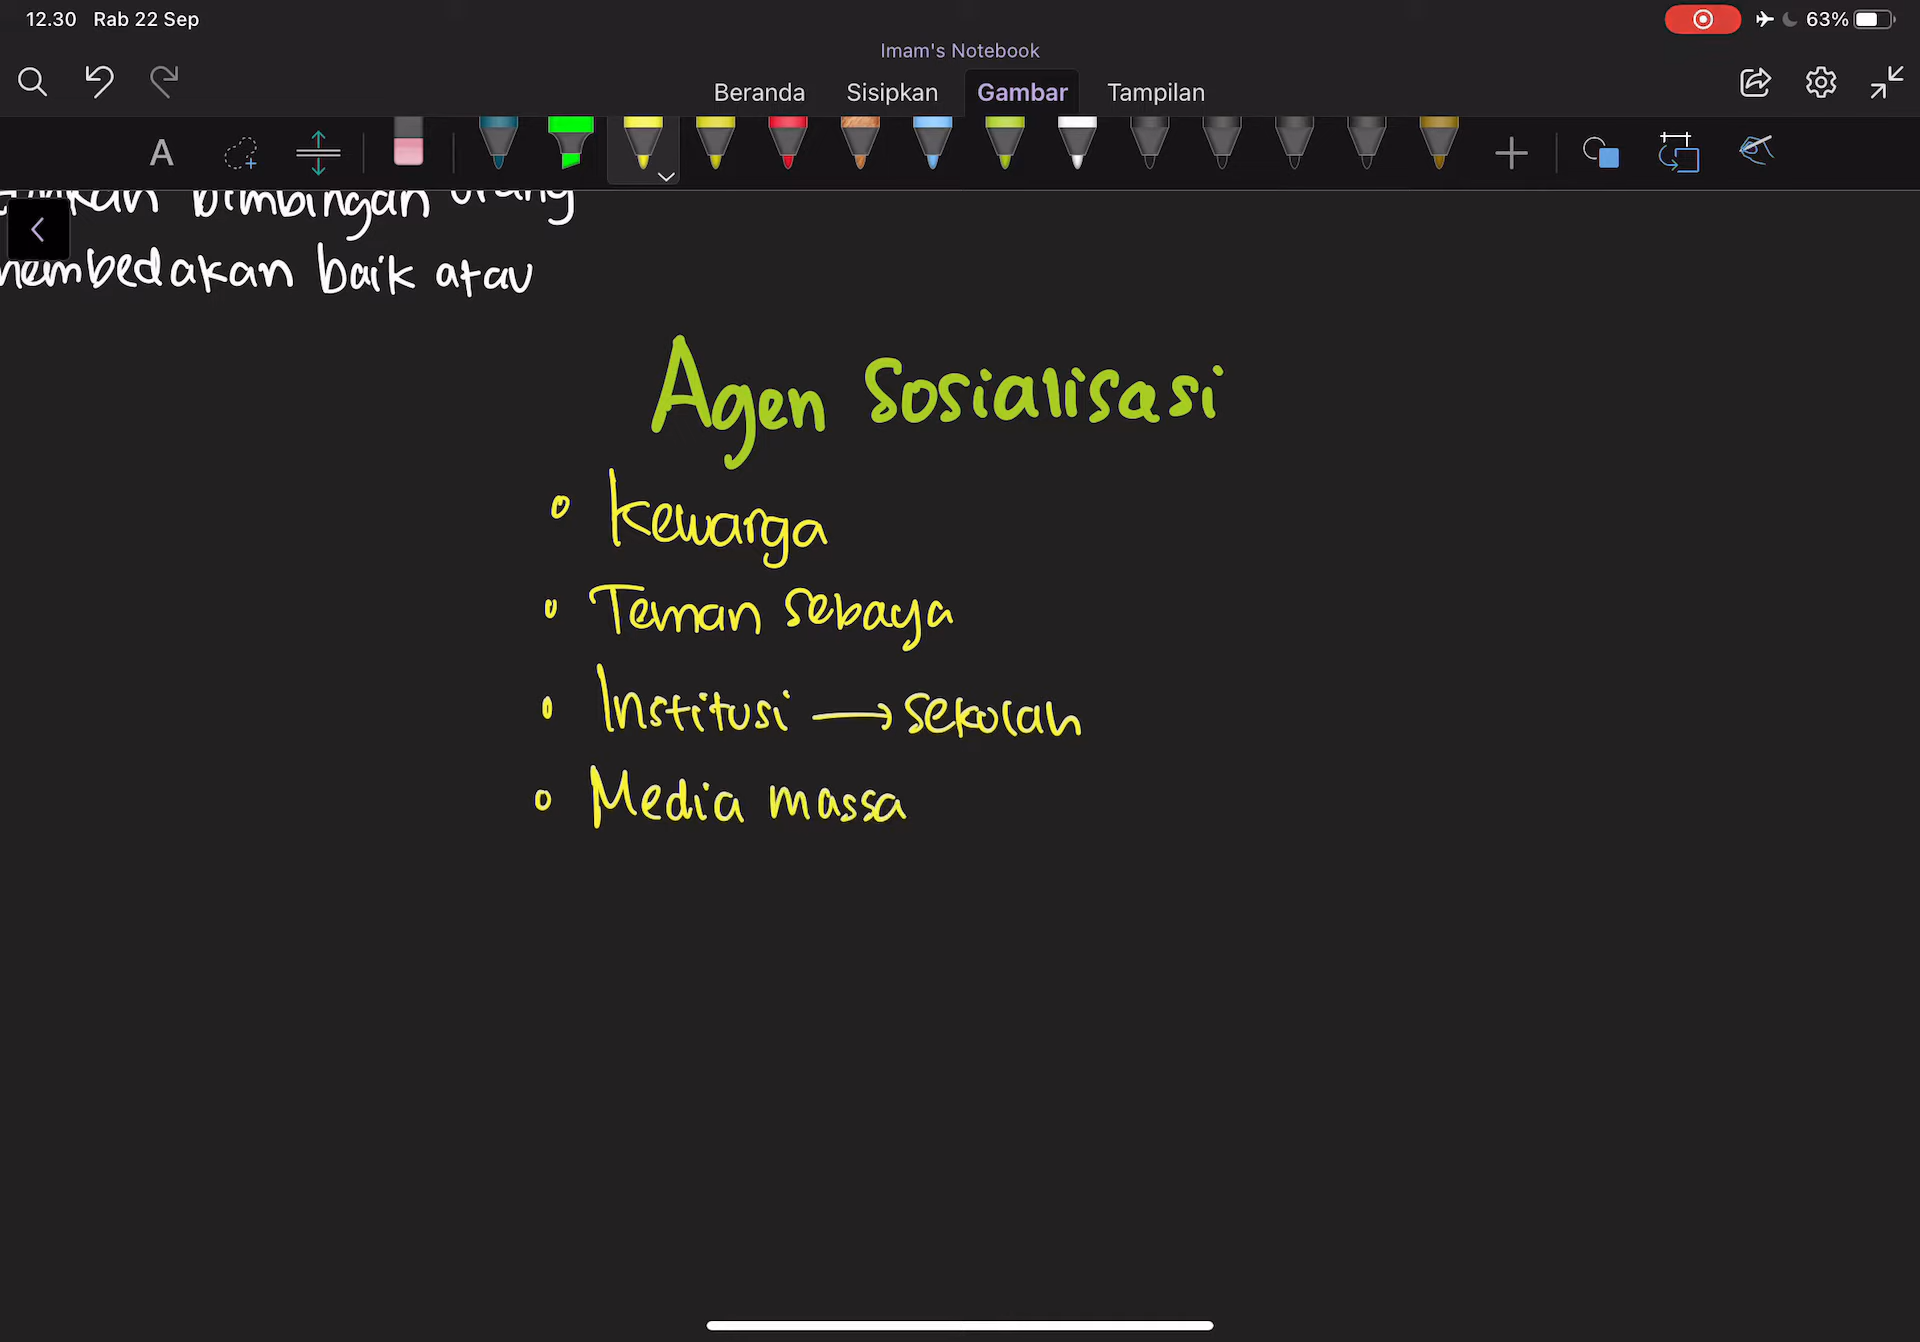 12.30 Rab 22 Sep
63%
Imam's Notebook
Beranda Sisipkan Gambar Tampilan
A
bimbingan orang
membedakan baik atau
Agen Sosialisasi
Keluarga
Teman sebaya
Institusi → sekolah
Media massa